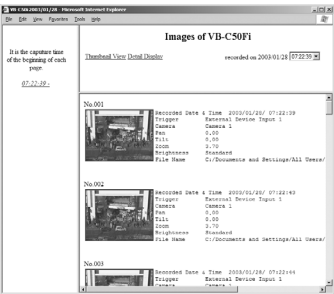 VB-C50Fi:2003/01/28 - Microsoft Internet Explorer
File Edit View Favorites Tools Help
It is the caputure time
of the beginning of each
page.
07:22:39 -
Images of VB-C50Fi
Thumbnail View Detail Display
recorded on 2003/01/28 07:22:39
No.001
Recorded Date & Time 2003/01/28/ 07:22:39
Trigger External Device Input 1
Camera Camera 1
Pan 0.00
Tilt 0.00
Zoom 3.70
Brightness Standard
File Name C:/Documents and Settings/All Users/
No.002
Recorded Date & Time 2003/01/28/ 07:22:43
Trigger External Device Input 1
Camera Camera 1
Pan 0.00
Tilt 0.00
Zoom 3.70
Brightness Standard
File Name C:/Documents and Settings/All Users/
No.003
Recorded Date & Time 2003/01/28/ 07:22:44
Trigger External Device Input 1
Camera Camera 1